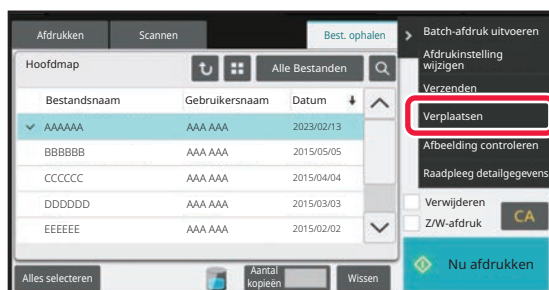 Afdrukken
Scannen
Best. ophalen
Hoofdmap
Alle Bestanden
Bestandsnaam
Gebruikersnaam
Datum
AAAAAA AAA AAA 2023/02/13
BBBBBB AAA AAA 2015/05/05
CCCCCC AAA AAA 2015/04/04
DDDDDD AAA AAA 2015/03/03
EEEEEE AAA AAA 2015/02/02
Alles selecteren
Aantal
kopieën
Wissen
Batch-afdruk uitvoeren
Afdrukinstelling
wijzigen
Verzenden
Verplaatsen
Afbeelding controleren
Raadpleeg detailgegevens
Verwijderen
Z/W-afdruk
CA
Nu afdrukken